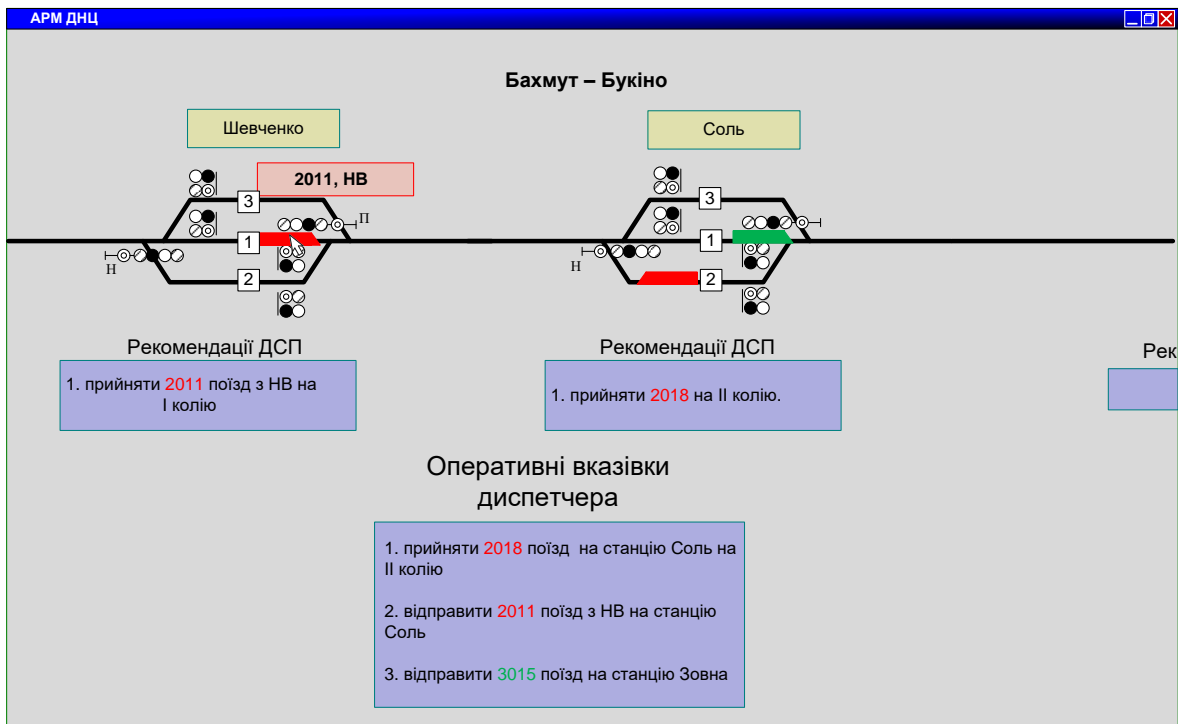 АРМ ДНЦ
Бахмут – Букіно
Шевченко
Соль
2011, НВ
3
3
П
1
1
Н
Н
2
2
Рекомендації ДСП
Рекомендації ДСП
Рек
1. прийняти 2011 поїзд з НВ на
І колію
1. прийняти 2018 на ІІ колію.
Оперативні вказівки
диспетчера
1. прийняти 2018 поїзд на станцію Соль на
ІІ колію
2. відправити 2011 поїзд з НВ на станцію
Соль
3. відправити 3015 поїзд на станцію Зовна